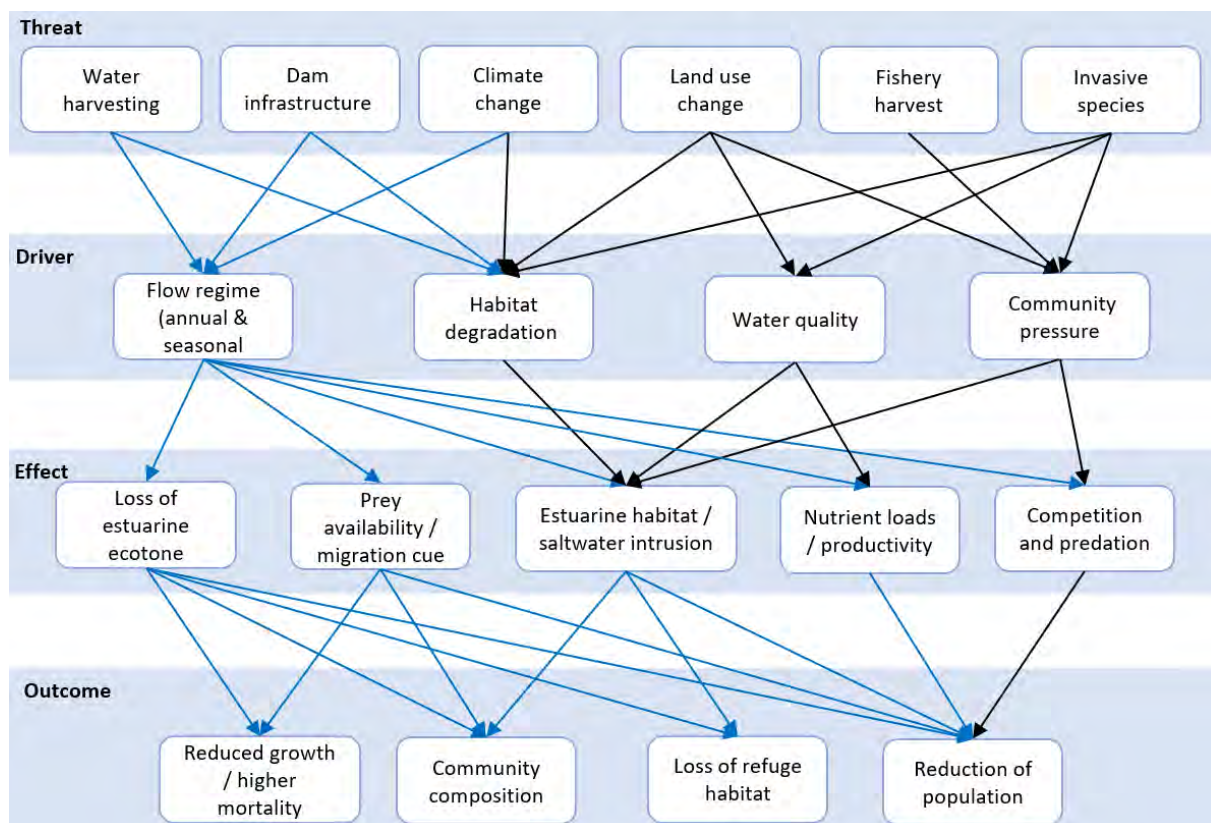 Threat
Water
harvesting
Dam
infrastructure
Climate
change
Land use
change
Fishery
harvest
Invasive
species
Driver
Flow regime
(annual &
seasonal
Habitat
degradation
Water quality
Community
pressure
Effect
Loss of
estuarine
ecotone
Prey
availability /
migration cue
Estuarine habitat /
saltwater intrusion
Nutrient loads
/ productivity
Competition
and predation
Outcome
Reduced growth
/ higher
mortality
Community
composition
Loss of refuge
habitat
Reduction of
population